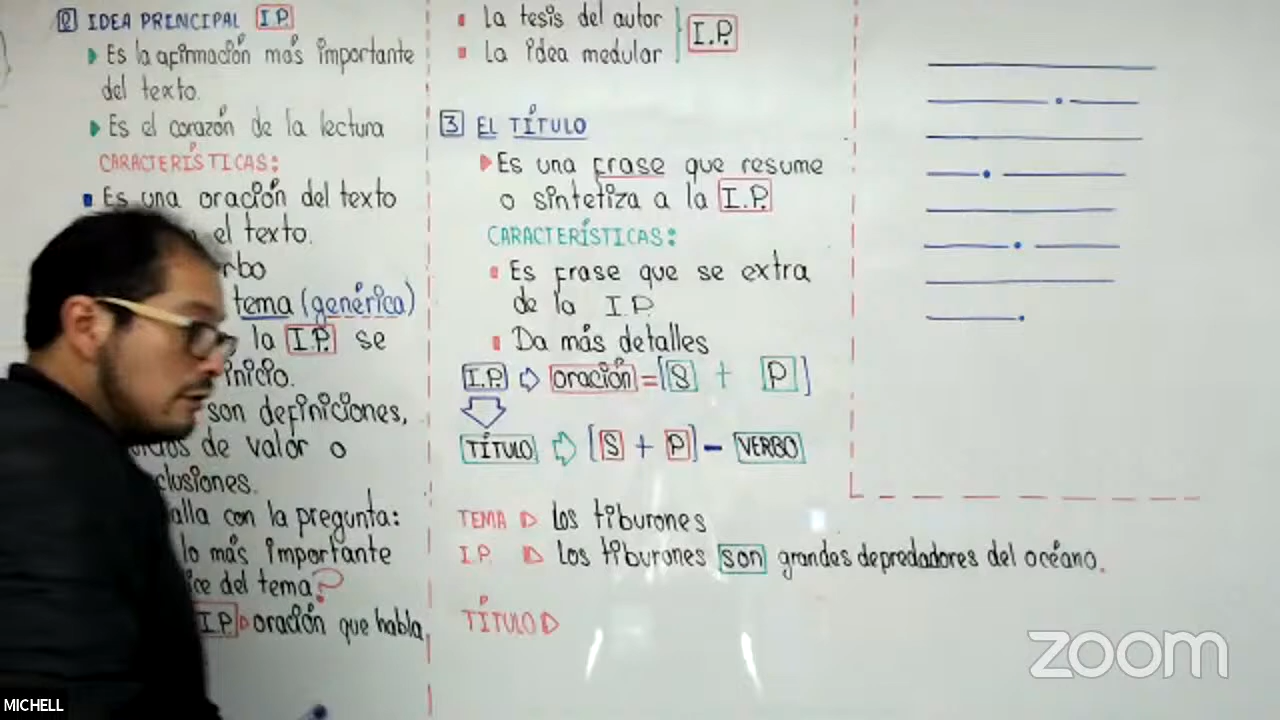 2 IDEA PRINCIPAL I.P.
Es la afirmación más importante
del texto.
Es el corazón de la lectura
CARACTERÍSTICAS:
Es una oración del texto
el texto.
tema (genérica)
la I.P. se
inicio.
son definiciones,
de valor o
la pregunta:
lo más importante
del tema?
I.P. oración que habla
la tesis del autor
la idea medular
I.P.
3 EL TÍTULO
Es una frase que resume
o sintetiza a la I.P.
CARACTERÍSTICAS:
Es frase que se extra
de la I.P.
Da más detalles
I.P. ⇨ oración = [S + P]
TÍTULO ⇨ [S + P] - VERBO
TEMA ▷ los tiburones
I.P. ▷ los tiburones son grandes depredadores del océano.
TÍTULO ▷
zoom
MICHELL